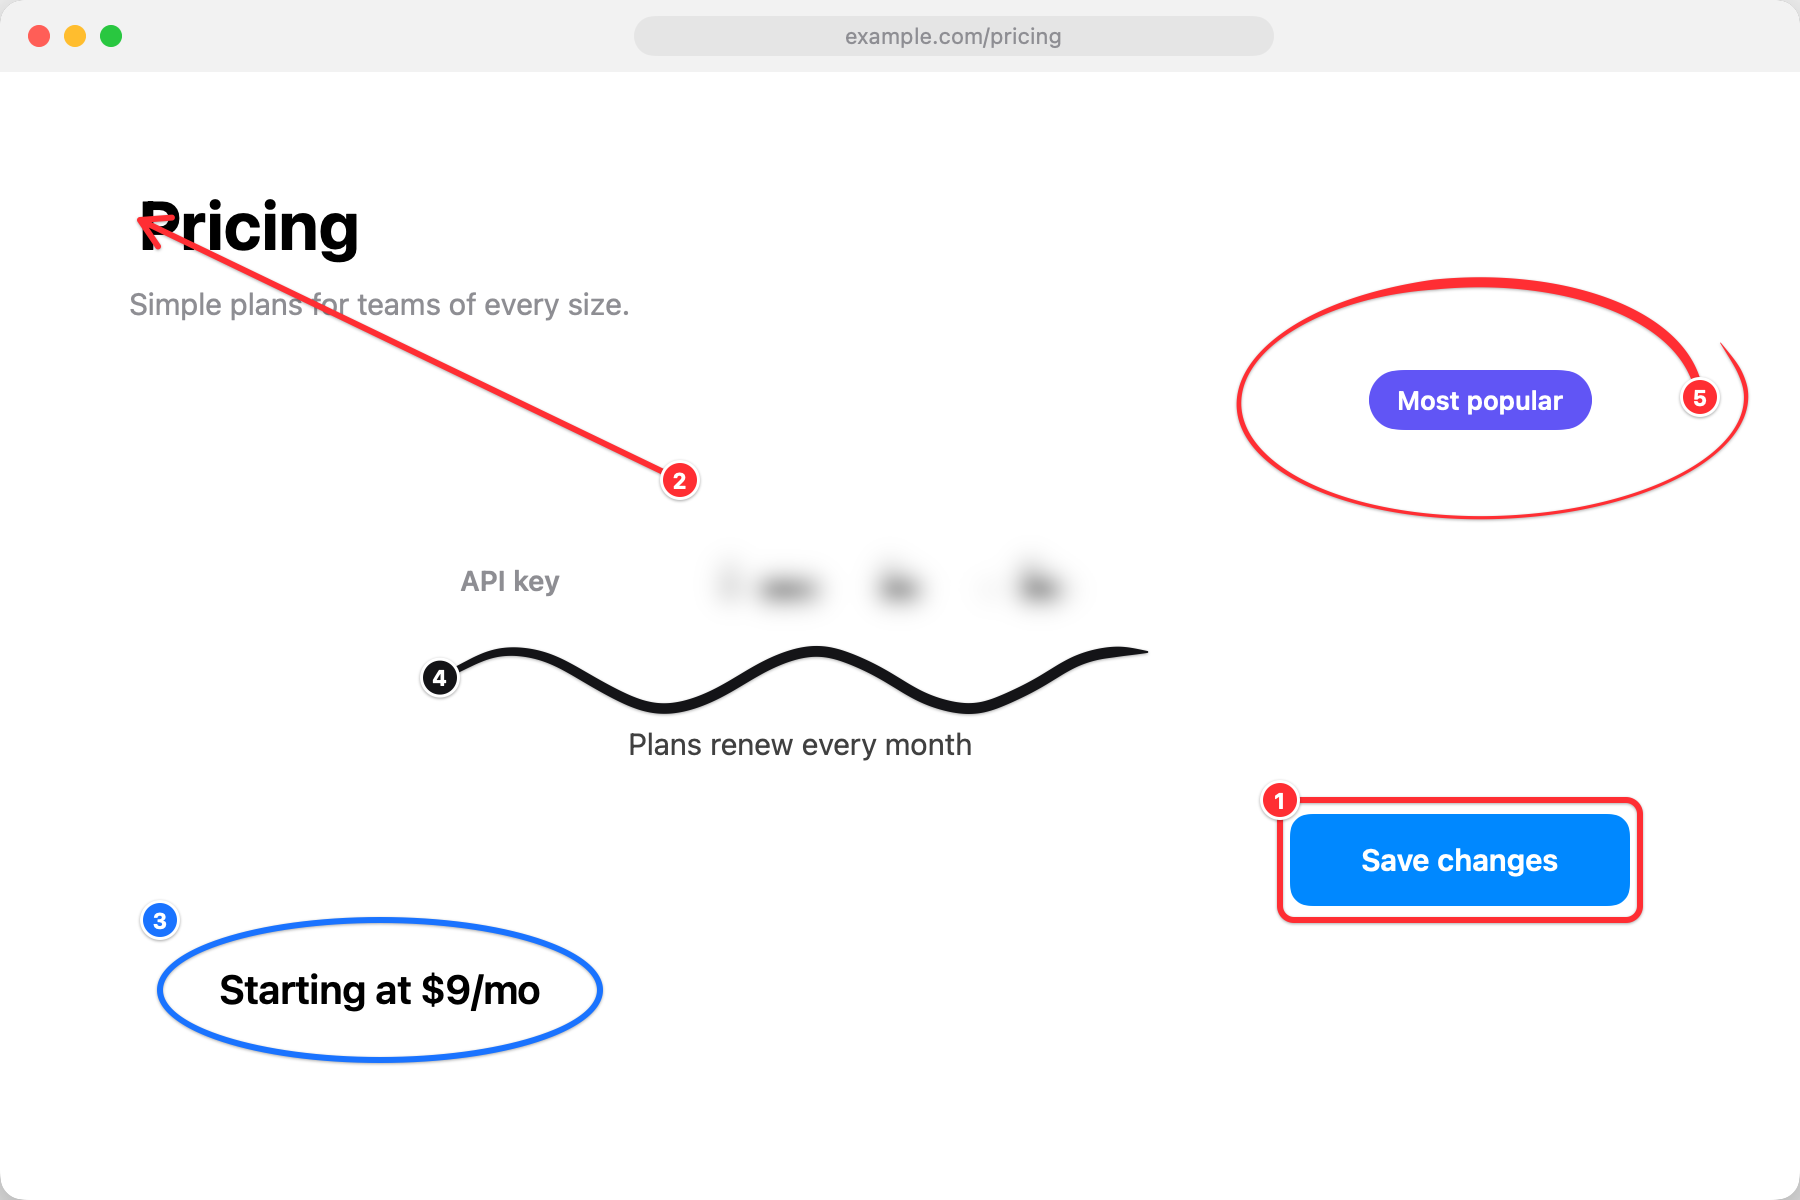 example.com/pricing
Pricing
Simple plans for teams of every size.
Most popular
5
2
API key
4
Plans renew every month
1
Save changes
3
Starting at $9/mo